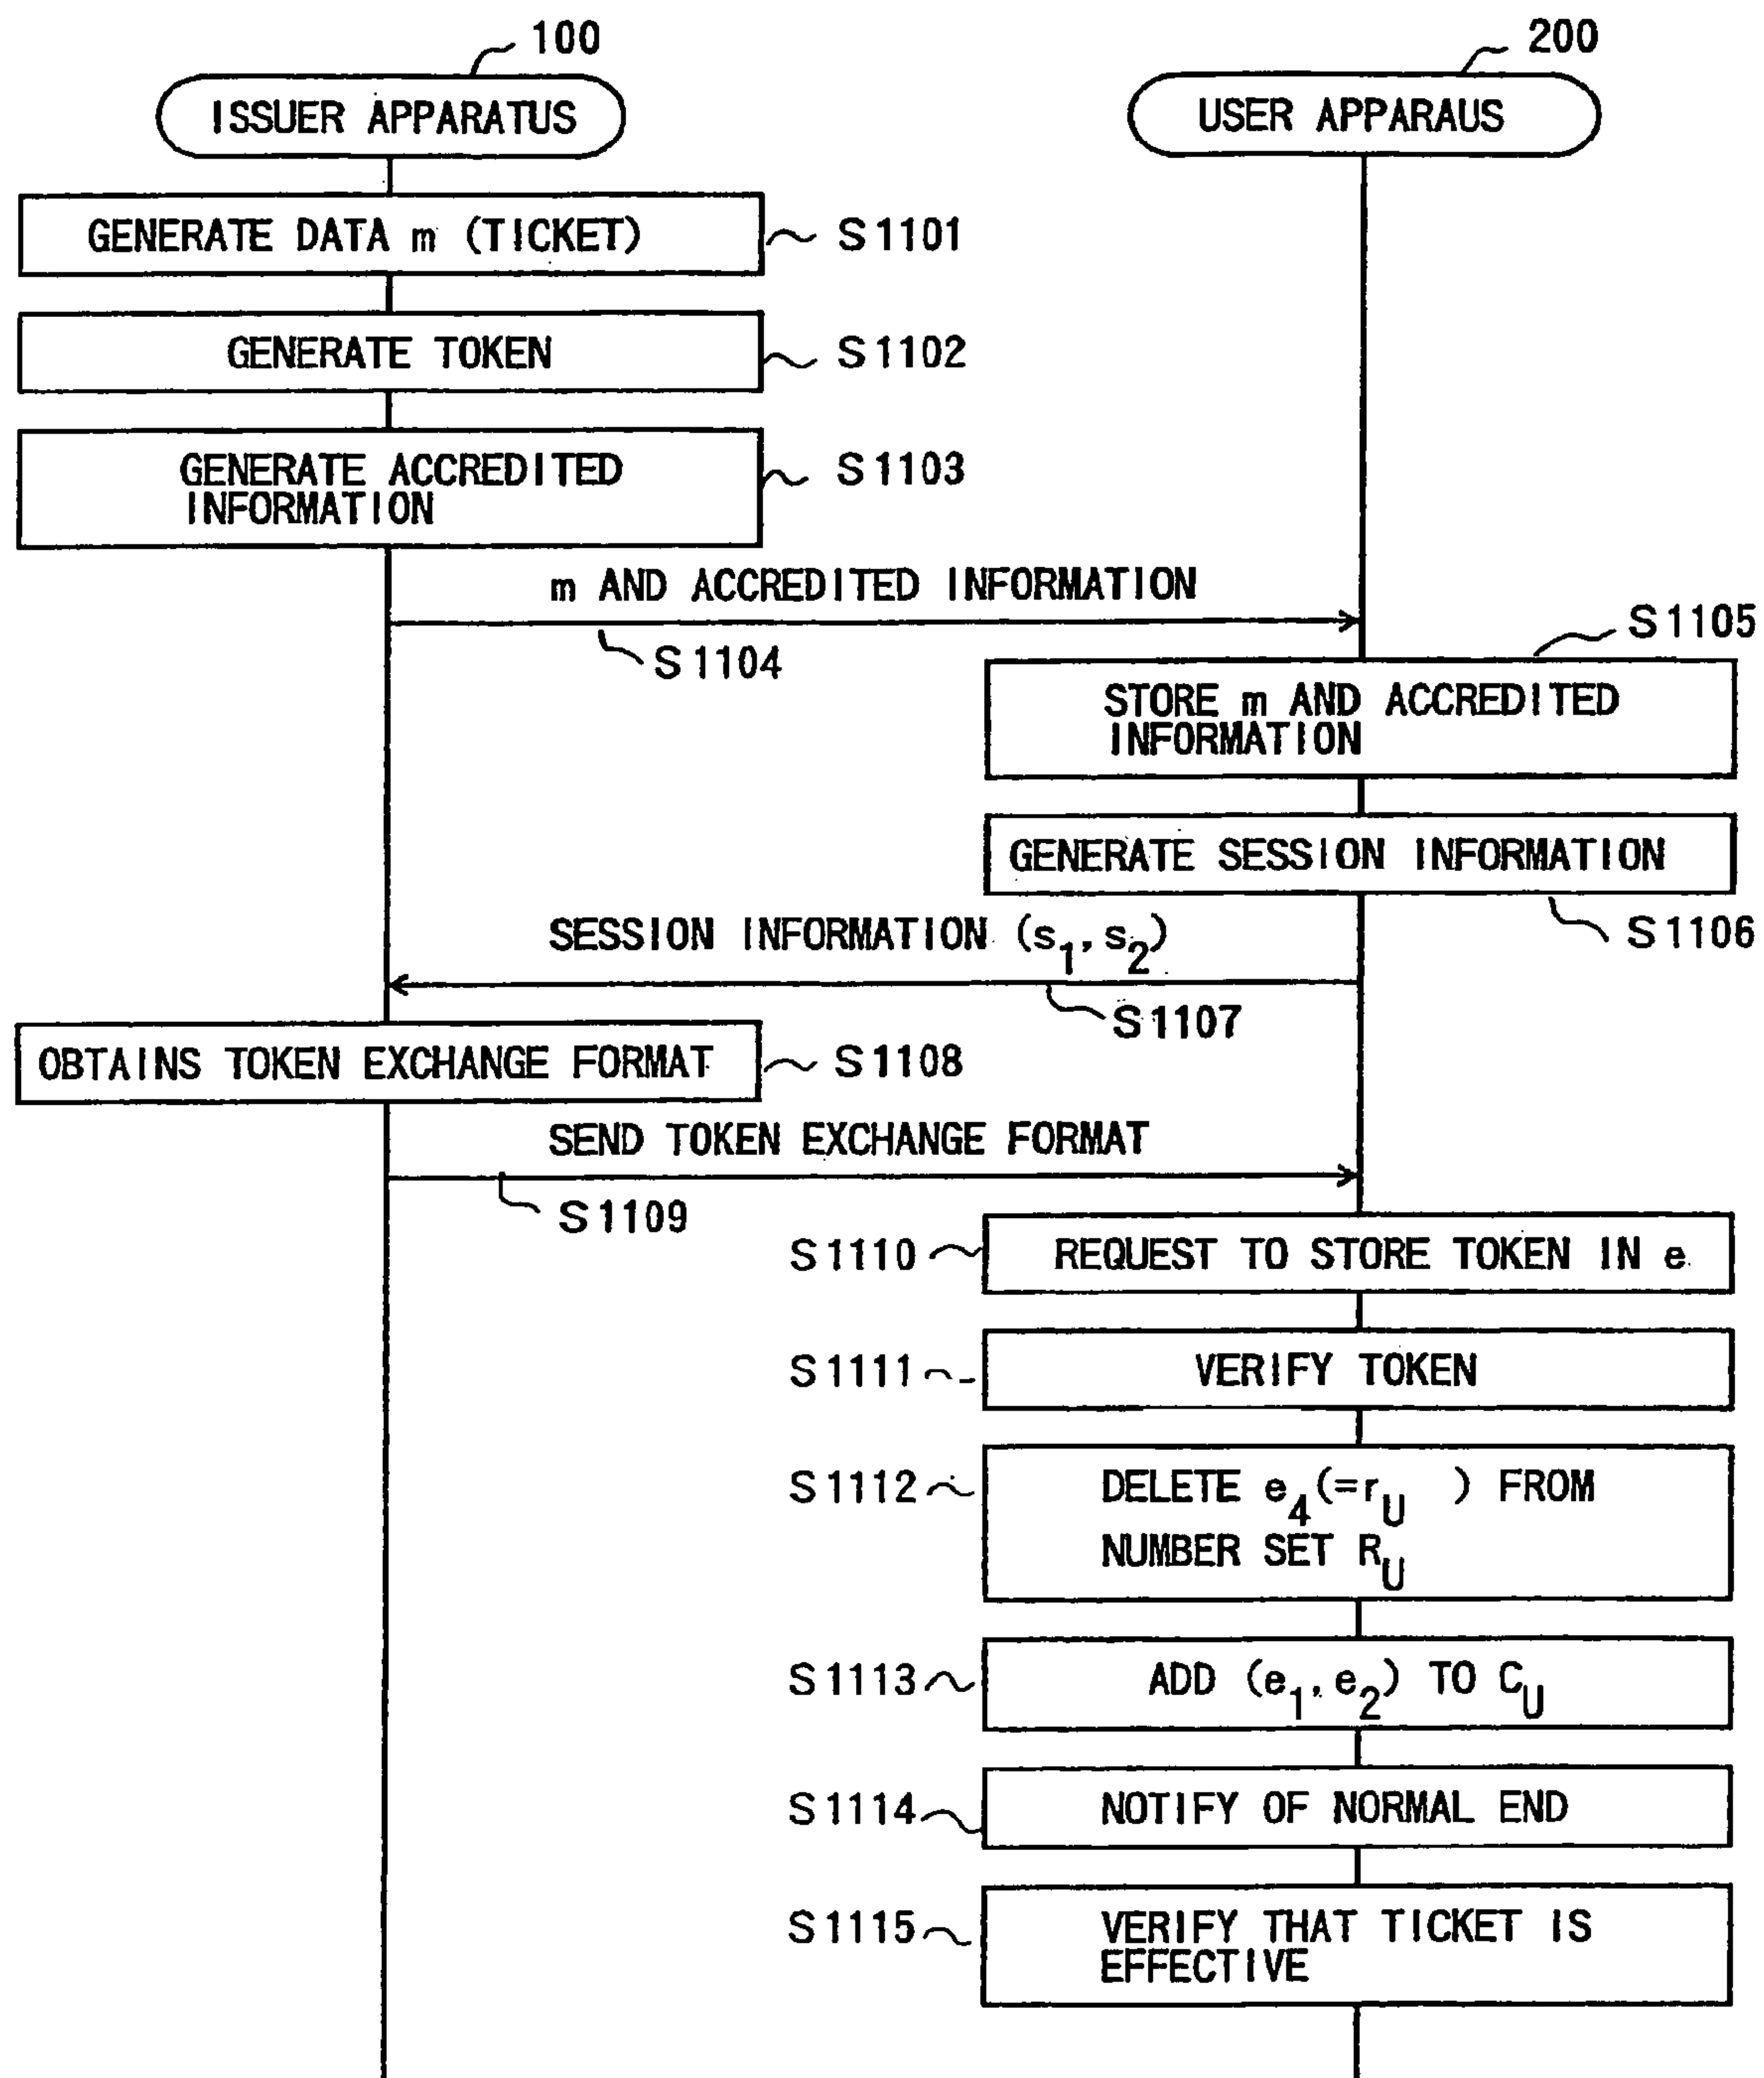 100
200
ISSUER APPARATUS
USER APPARAUS
GENERATE DATA m (TICKET)
S1101
GENERATE TOKEN
S1102
GENERATE ACCREDITED
INFORMATION
S1103
m AND ACCREDITED INFORMATION
S1104
S1105
STORE m AND ACCREDITED
INFORMATION
GENERATE SESSION INFORMATION
S1106
SESSION INFORMATION (s1, s2)
S1107
OBTAINS TOKEN EXCHANGE FORMAT
S1108
SEND TOKEN EXCHANGE FORMAT
S1109
S1110
REQUEST TO STORE TOKEN IN e
S1111
VERIFY TOKEN
S1112
DELETE e4(=rU ) FROM
NUMBER SET RU
S1113
ADD (e1, e2) TO CU
S1114
NOTIFY OF NORMAL END
S1115
VERIFY THAT TICKET IS
EFFECTIVE